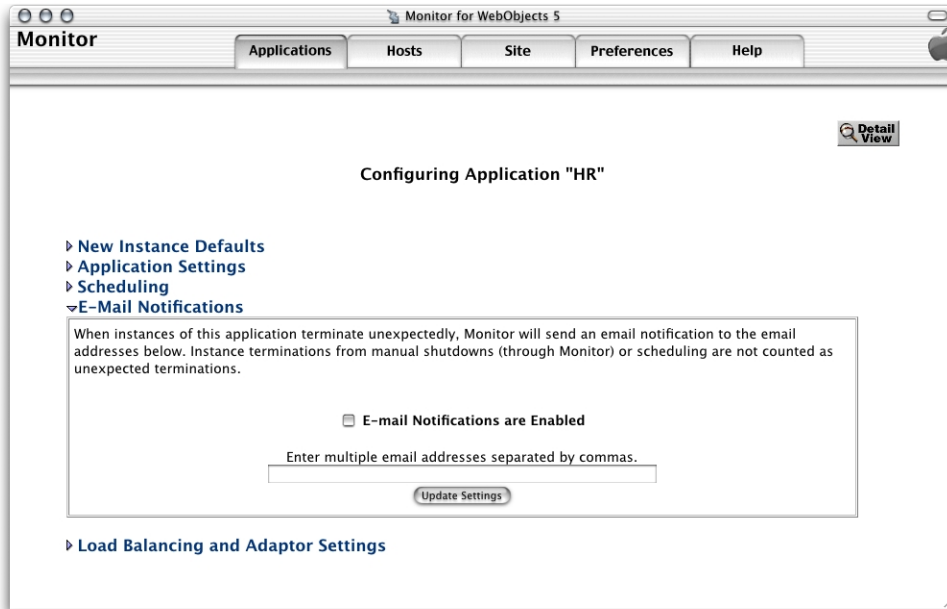 Monitor for WebObjects 5
Monitor
Applications
Hosts
Site
Preferences
Help
Detail View
Configuring Application "HR"
New Instance Defaults
Application Settings
Scheduling
E-Mail Notifications
When instances of this application terminate unexpectedly, Monitor will send an email notification to the email
addresses below. Instance terminations from manual shutdowns (through Monitor) or scheduling are not counted as
unexpected terminations.
E-mail Notifications are Enabled
Enter multiple email addresses separated by commas.
Update Settings
Load Balancing and Adaptor Settings